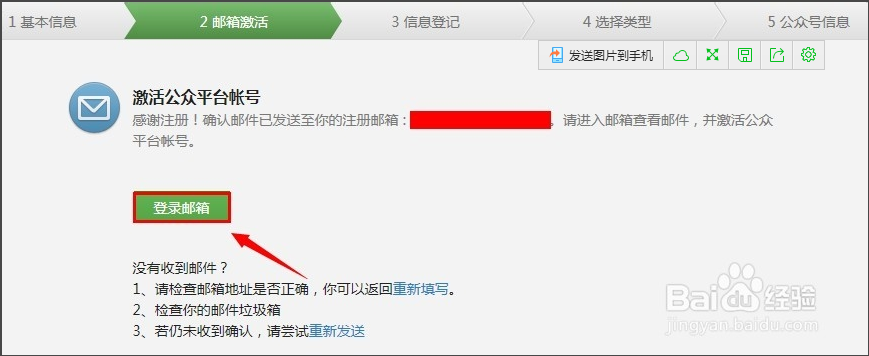 1 基本信息
2 邮箱激活
3 信息登记
4 选择类型
5 公众号信息
发送图片到手机
激活公众平台帐号
感谢注册！确认邮件已发送至你的注册邮箱：。请进入邮箱查看邮件，并激活公众
平台帐号。
登录邮箱
没有收到邮件？
1、请检查邮箱地址是否正确，你可以返回重新填写。
2、检查你的邮件垃圾箱
3、若仍未收到确认，请尝试重新发送
Baidu经验
jingyan.baidu.com